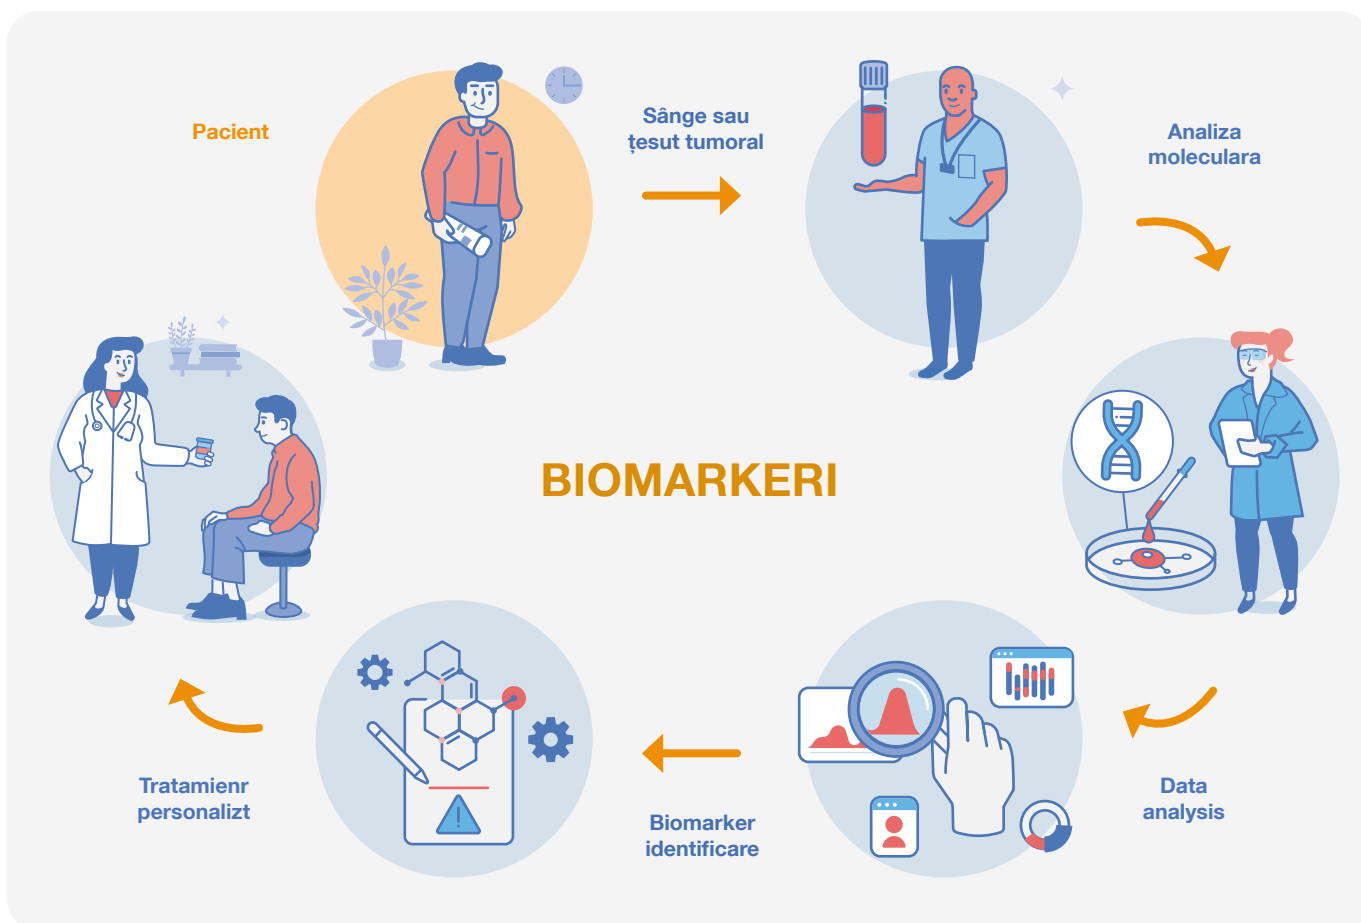 Pacient
Sânge sau
țesut tumoral
Analiza
moleculara
BIOMARKERI
Data
analysis
Biomarker
identificare
Tratamienr
personalizt